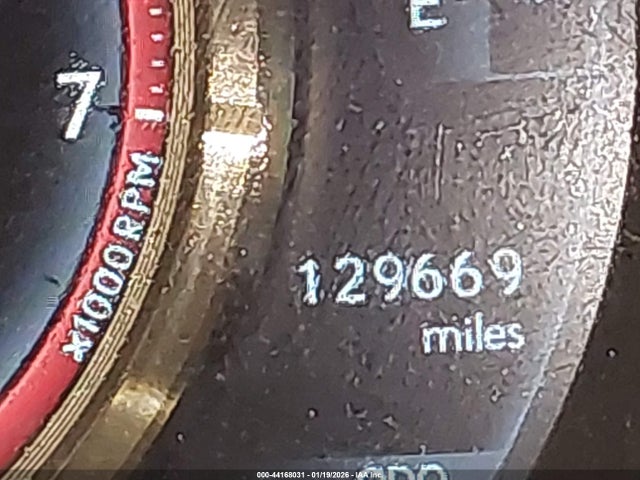 E
7
x1000RPM
129669
miles
000-44168031 - 01/19/2026 - IAA Inc.